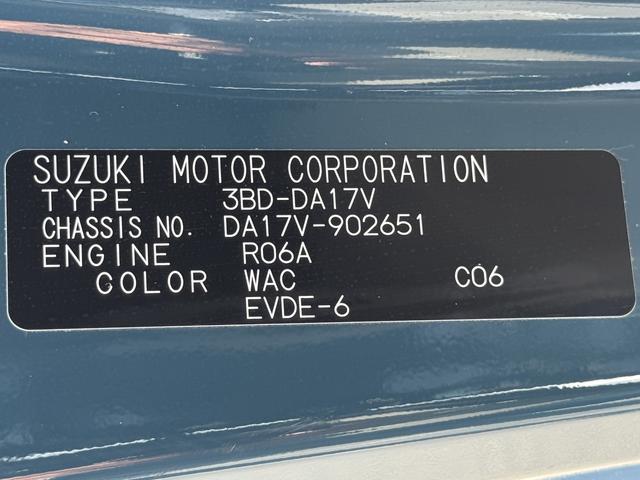 SUZUKI MOTOR CORPORATION
TYPE 3BD-DA17V
CHASSIS NO. DA17V-902651
ENGINE R06A
COLOR WAC C06
EVDE-6